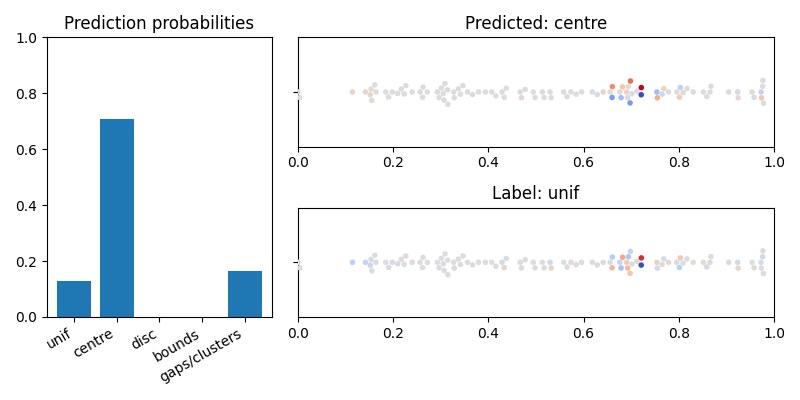 Prediction probabilities
1.0
0.8
0.6
0.4
0.2
0.0
unif
centre
disc
bounds
gaps/clusters
Predicted: centre
0.0 0.2 0.4 0.6 0.8 1.0
Label: unif
0.0 0.2 0.4 0.6 0.8 1.0